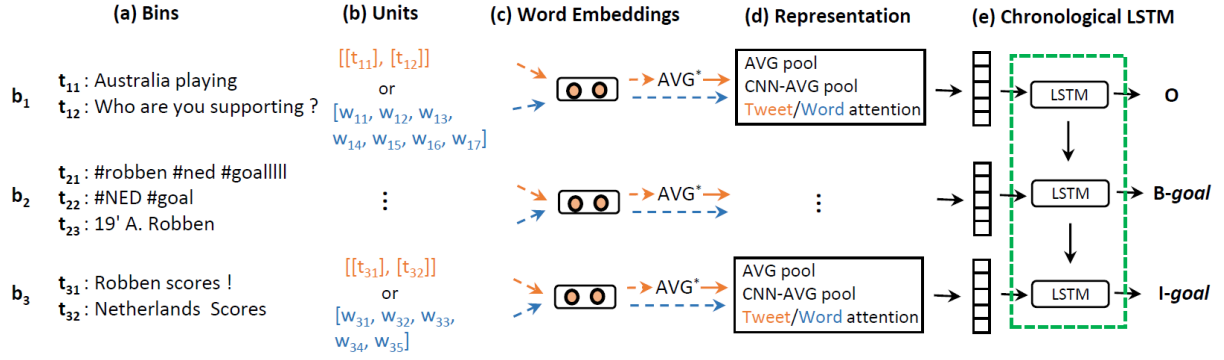 (a) Bins (b) Units (c) Word Embeddings (d) Representation (e) Chronological LSTM
b1
t11 : Australia playing
t12 : Who are you supporting ?
[[t11], [t12]]
or
[w11, w12, w13,
w14, w15, w16, w17]
AVG*
AVG pool
CNN-AVG pool
Tweet/Word attention
LSTM
O
b2
t21 : #robben #ned #goalllll
t22 : #NED #goal
t23 : 19' A. Robben
⋮
AVG*
⋮
LSTM
B-goal
b3
t31 : Robben scores !
t32 : Netherlands Scores
[[t31], [t32]]
or
[w31, w32, w33,
w34, w35]
AVG*
AVG pool
CNN-AVG pool
Tweet/Word attention
LSTM
I-goal